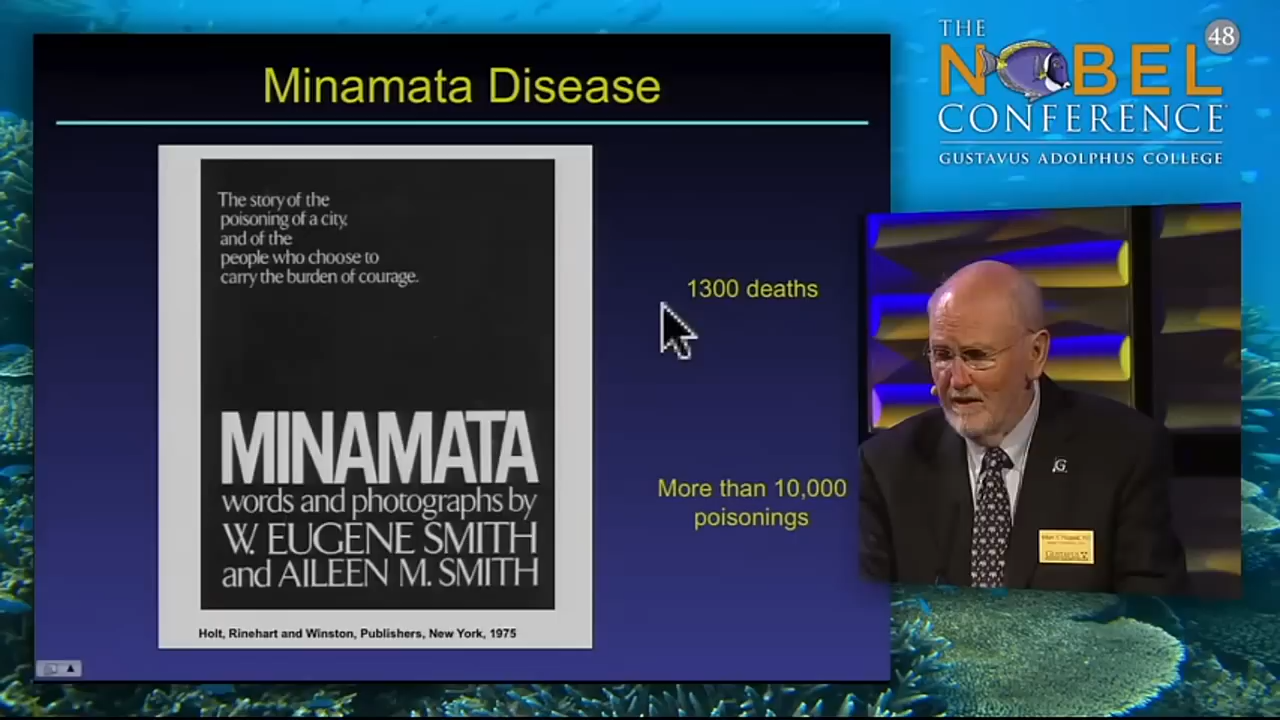 Minamata Disease
The story of the
poisoning of a city,
and of the
people who choose to
carry the burden of courage.
MINAMATA
words and photographs by
W. EUGENE SMITH
and AILEEN M. SMITH
Holt, Rinehart and Winston, Publishers, New York, 1975
1300 deaths
More than 10,000
poisonings
THE
48
NOBEL
CONFERENCE
GUSTAVUS ADOLPHUS COLLEGE
G
GUSTAVUS